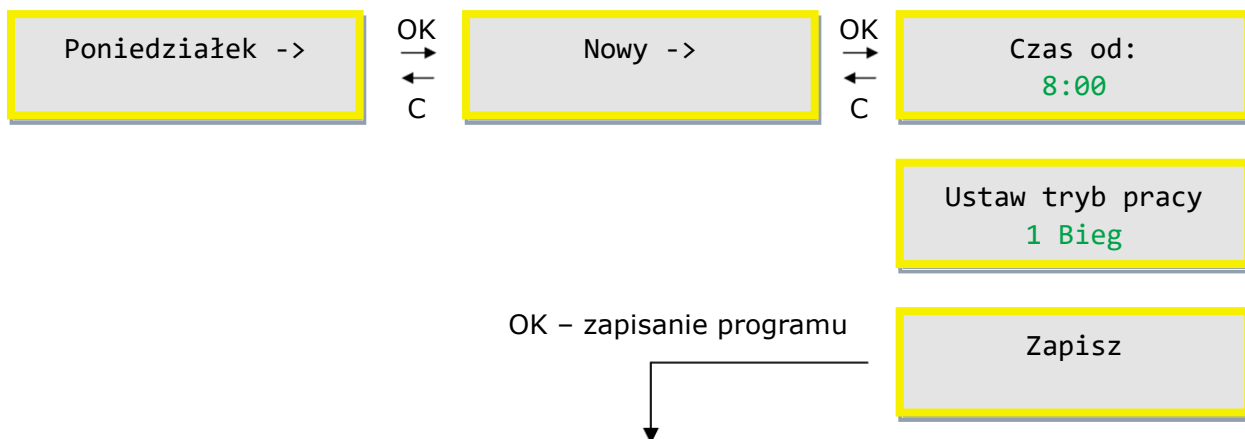 Poniedziałek ->
OK
C
Nowy ->
OK
C
Czas od:
8:00
Ustaw tryb pracy
1 Bieg
OK – zapisanie programu
Zapisz